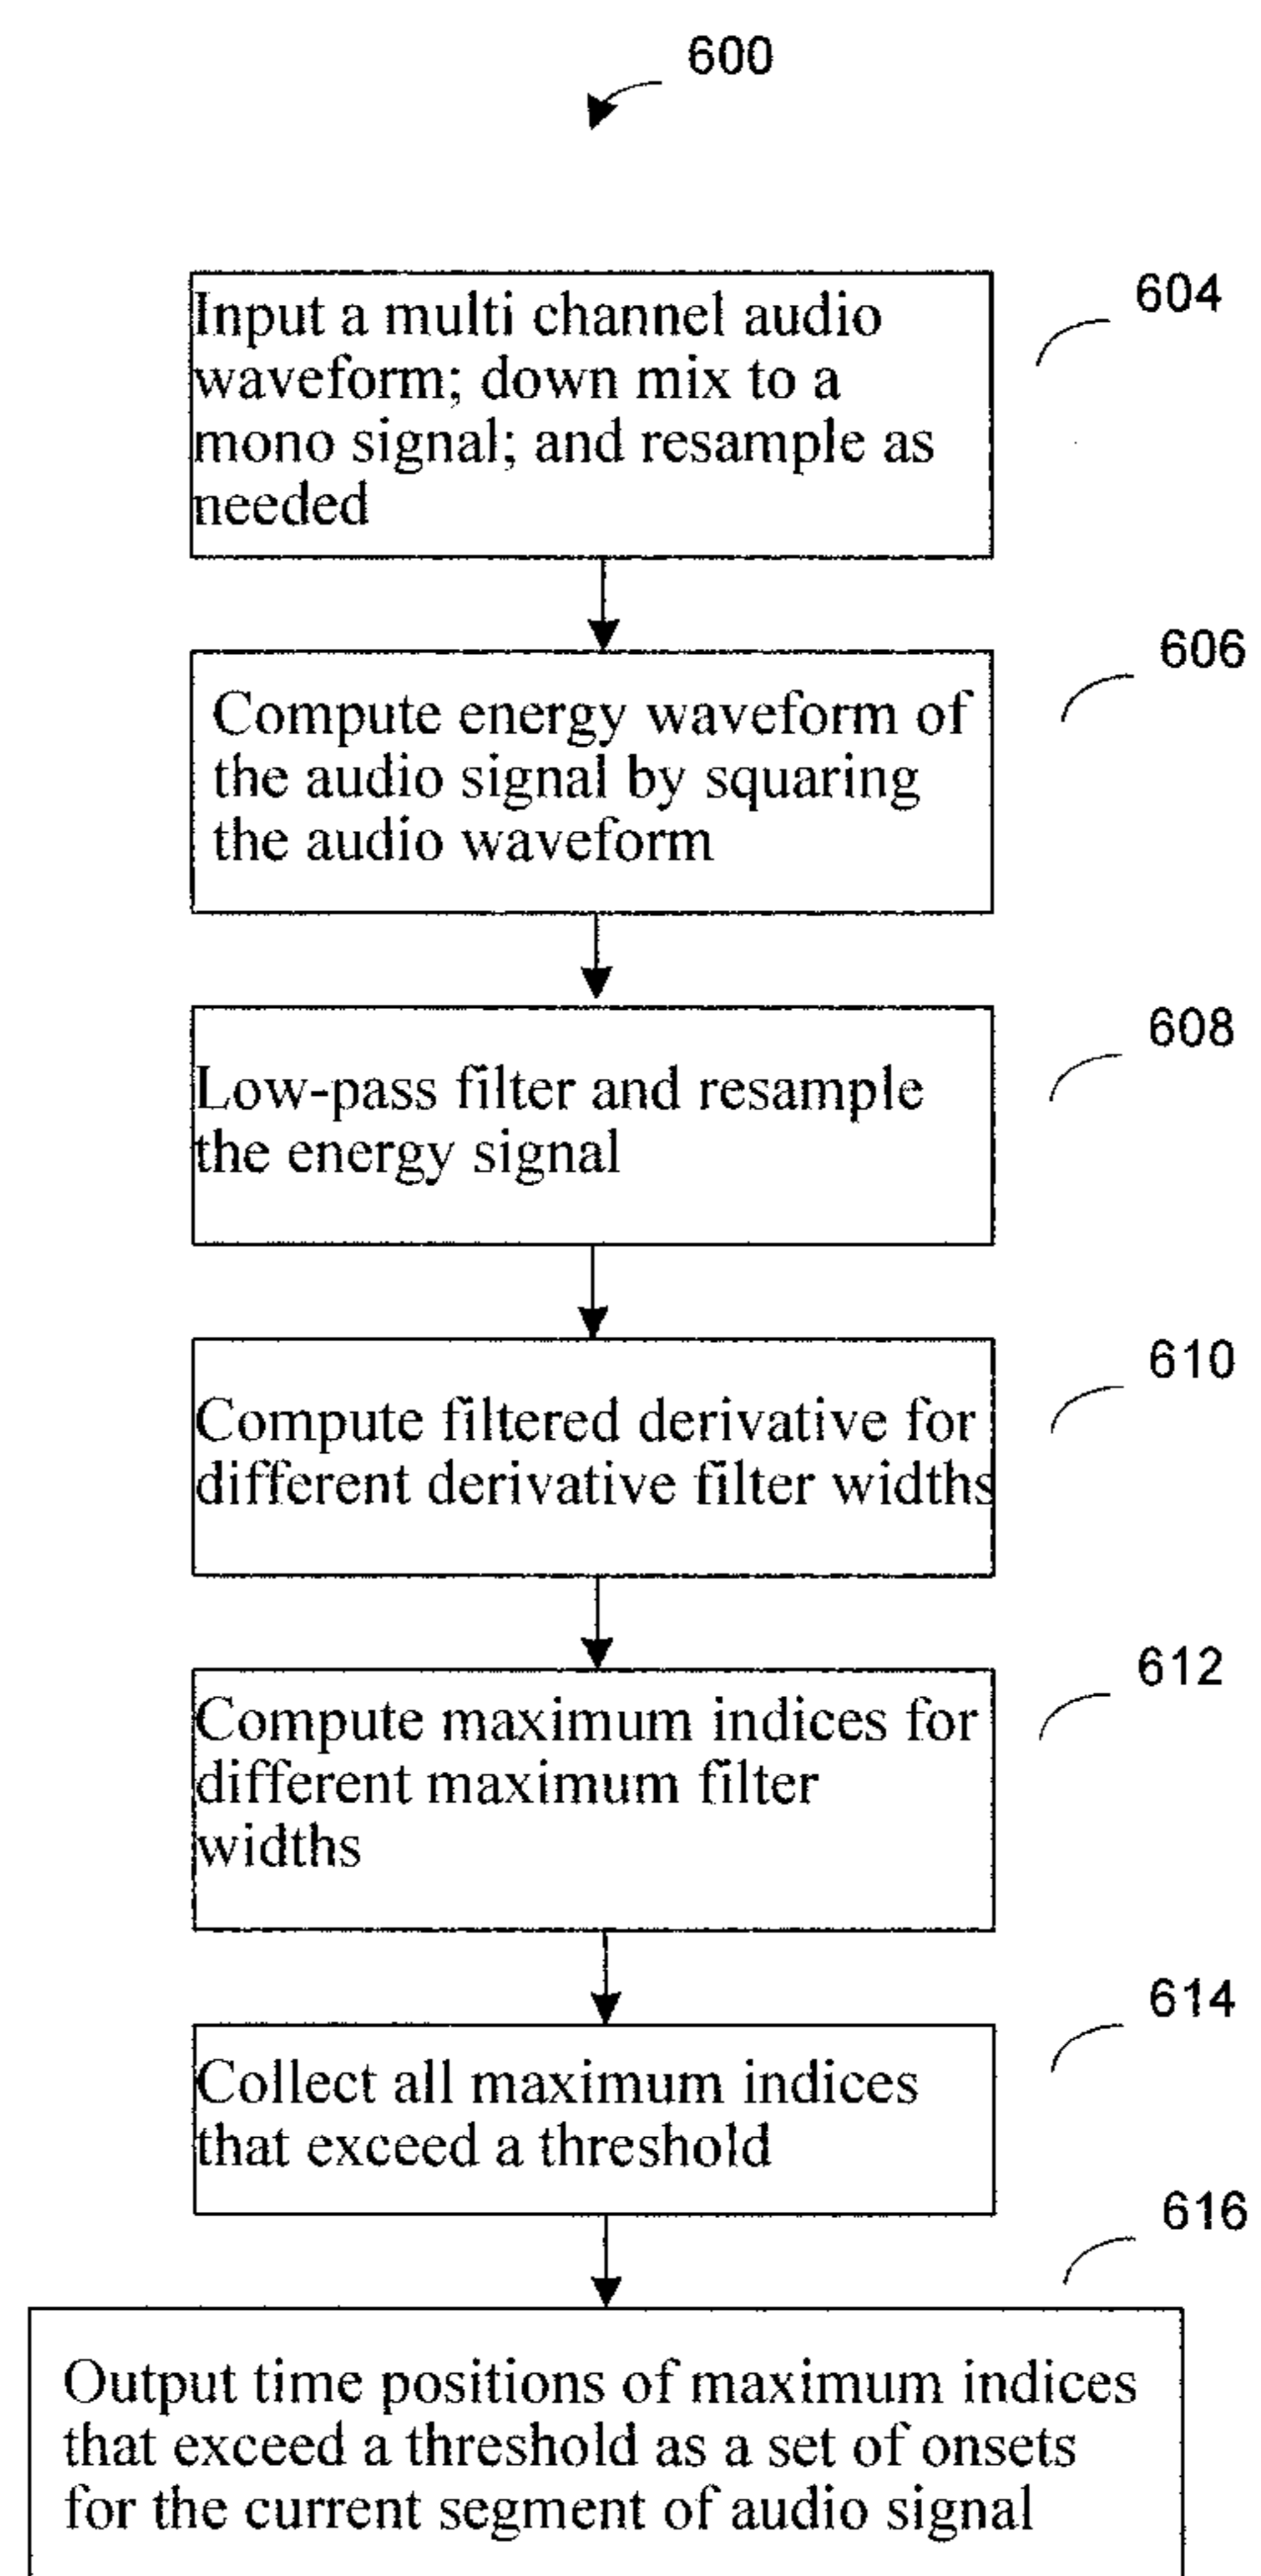 600
604
Input a multi channel audio
waveform; down mix to a
mono signal; and resample as
needed
606
Compute energy waveform of
the audio signal by squaring
the audio waveform
608
Low-pass filter and resample
the energy signal
610
Compute filtered derivative for
different derivative filter widths
612
Compute maximum indices for
different maximum filter
widths
614
Collect all maximum indices
that exceed a threshold
616
Output time positions of maximum indices
that exceed a threshold as a set of onsets
for the current segment of audio signal